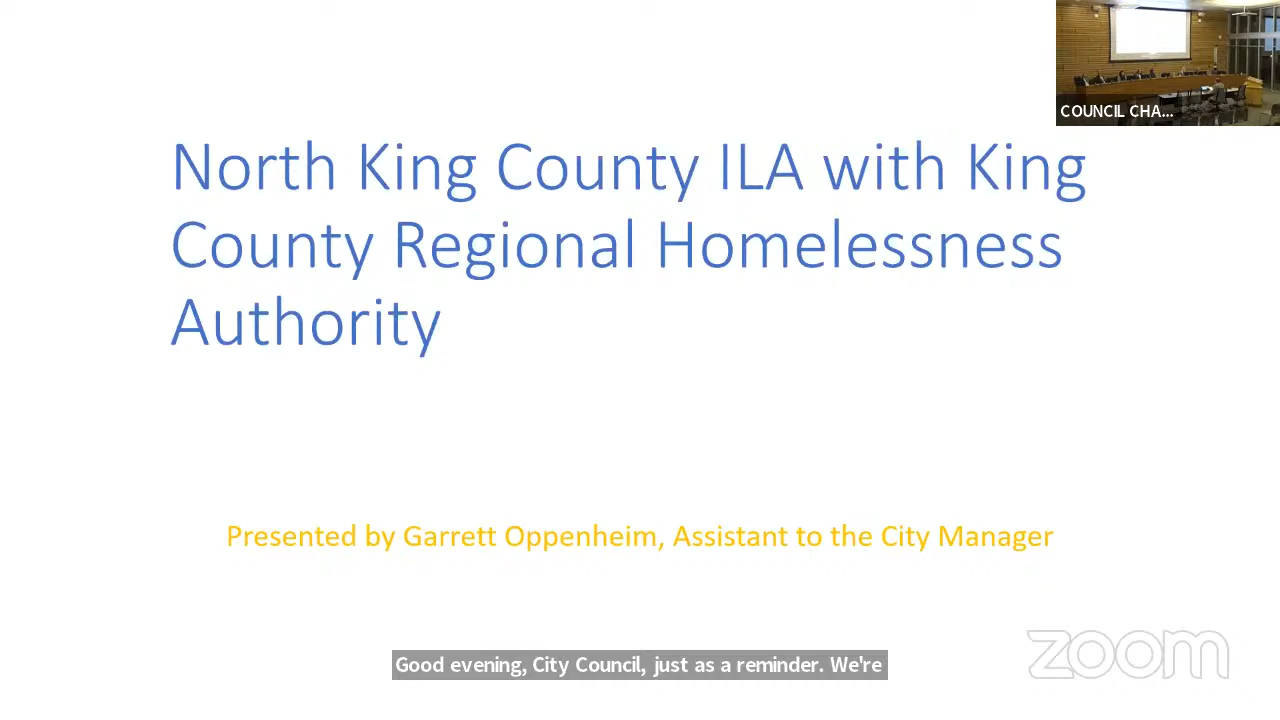 COUNCIL CHA...
North King County ILA with King
County Regional Homelessness
Authority
Presented by Garrett Oppenheim, Assistant to the City Manager
Good evening, City Council, just as a reminder. We're
zoom